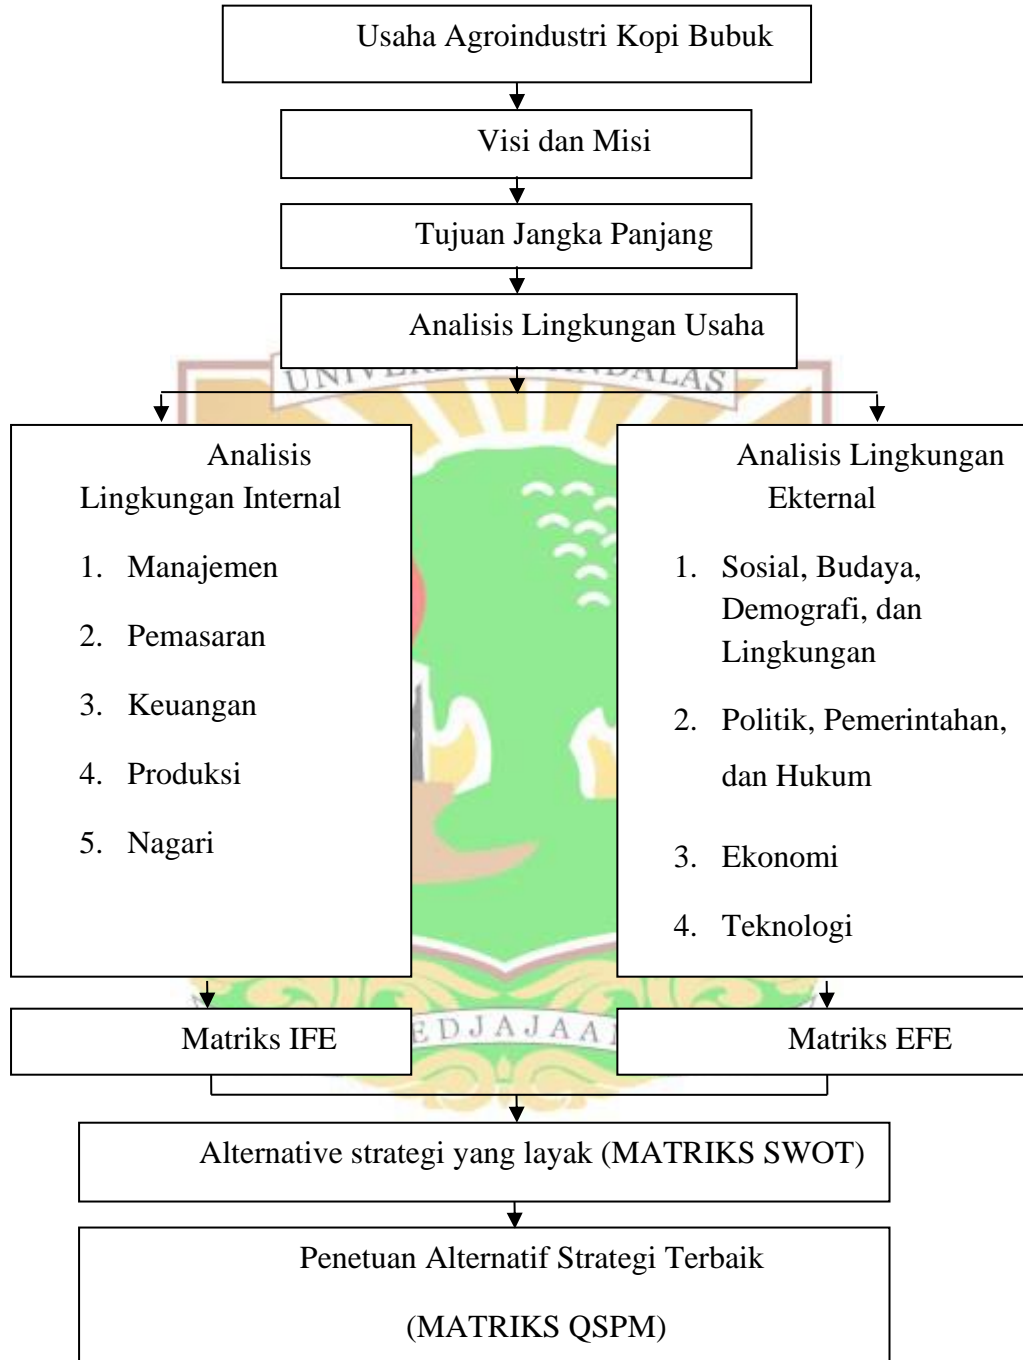 Usaha Agroindustri Kopi Bubuk
Visi dan Misi
Tujuan Jangka Panjang
Analisis Lingkungan Usaha
Analisis
Lingkungan Internal
1. Manajemen
2. Pemasaran
3. Keuangan
4. Produksi
5. Nagari
Analisis Lingkungan
Ekternal
1. Sosial, Budaya,
Demografi, dan
Lingkungan
2. Politik, Pemerintahan,
dan Hukum
3. Ekonomi
4. Teknologi
Matriks IFE
Matriks EFE
Alternative strategi yang layak (MATRIKS SWOT)
Penetuan Alternatif Strategi Terbaik
(MATRIKS QSPM)